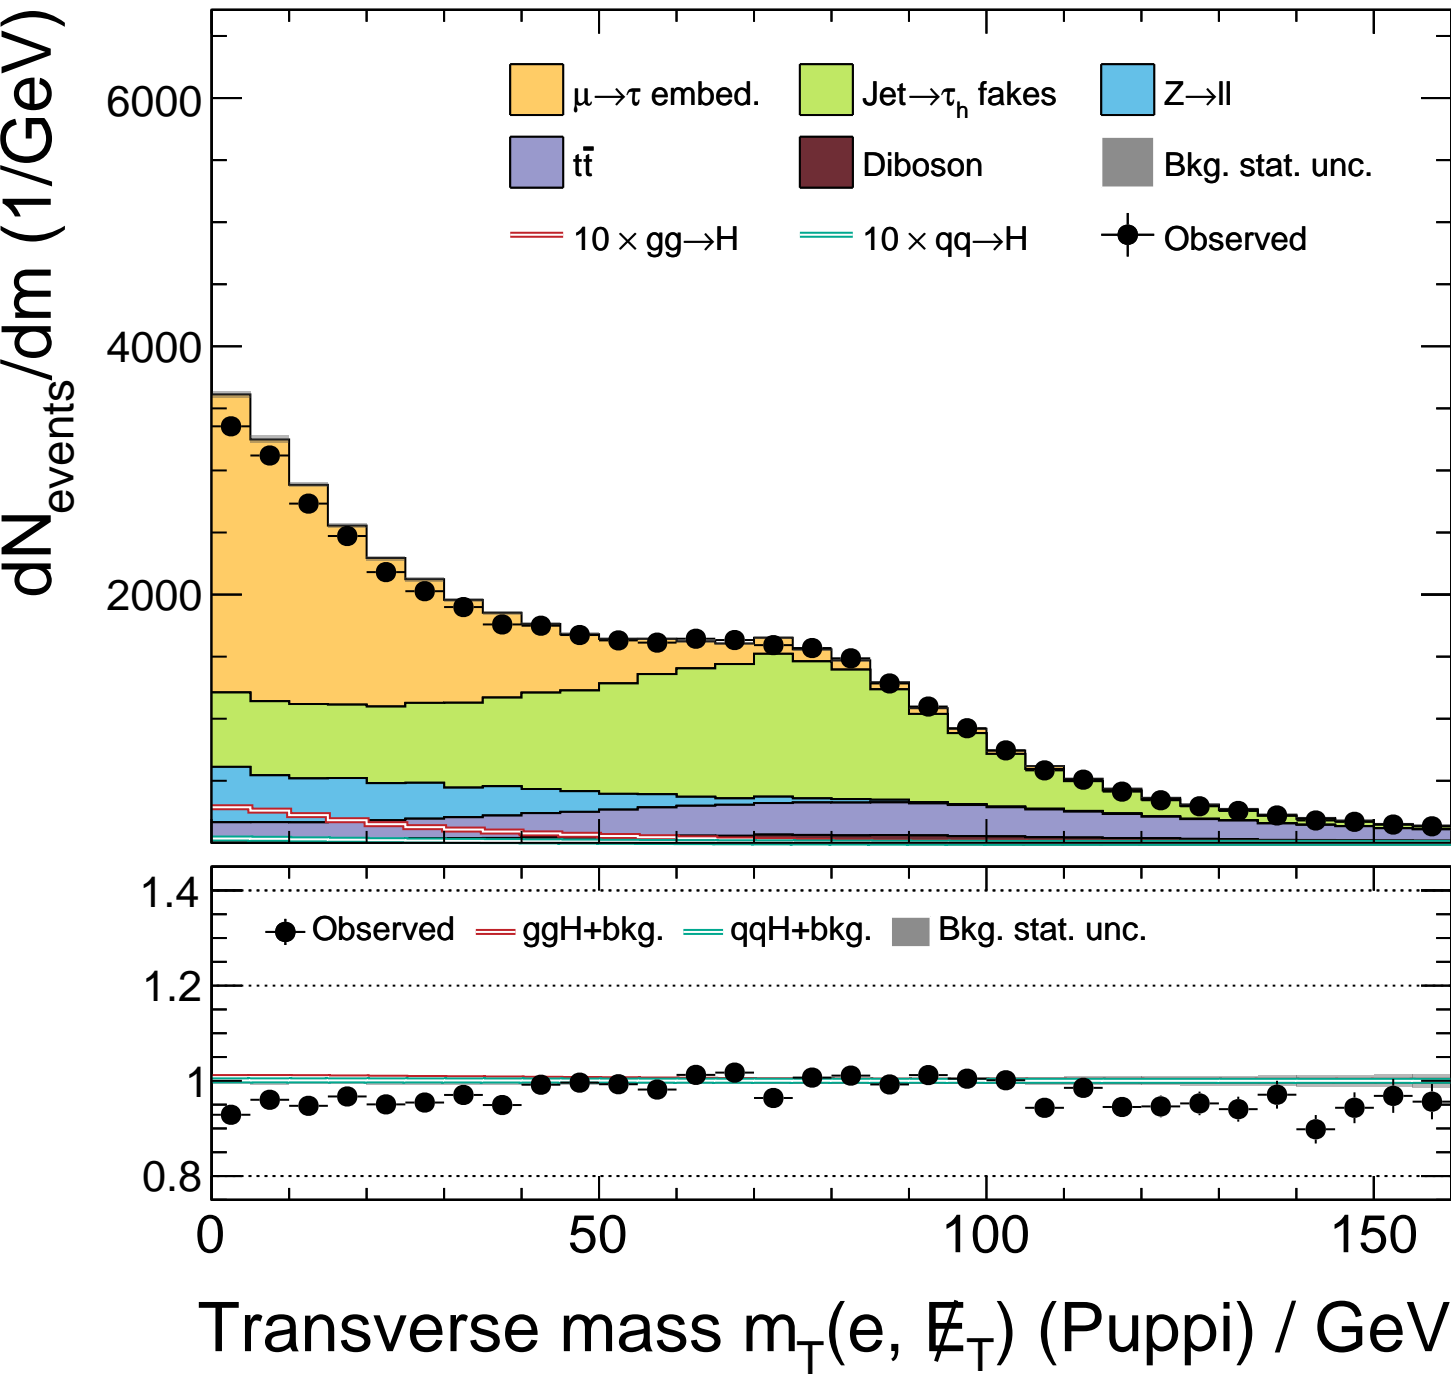 dN_events/dm (1/GeV)
6000
4000
2000
μ→τ embed. Jet→τ_h fakes Z→ll
tt̄ Diboson Bkg. stat. unc.
10 × gg→H 10 × qq→H Observed
1.4
1.2
1
0.8
Observed ggH+bkg. qqH+bkg. Bkg. stat. unc.
0 50 100 150
Transverse mass m_T(e, E̸_T) (Puppi) / GeV